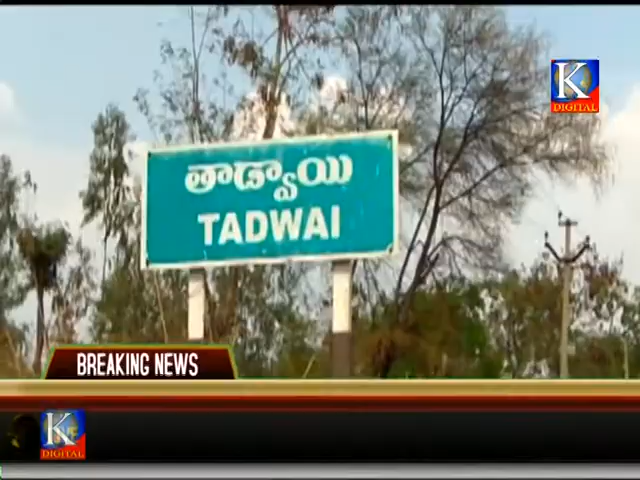 K
DIGITAL
తాడ్వాయి
TADWAI
BREAKING NEWS
K
DIGITAL